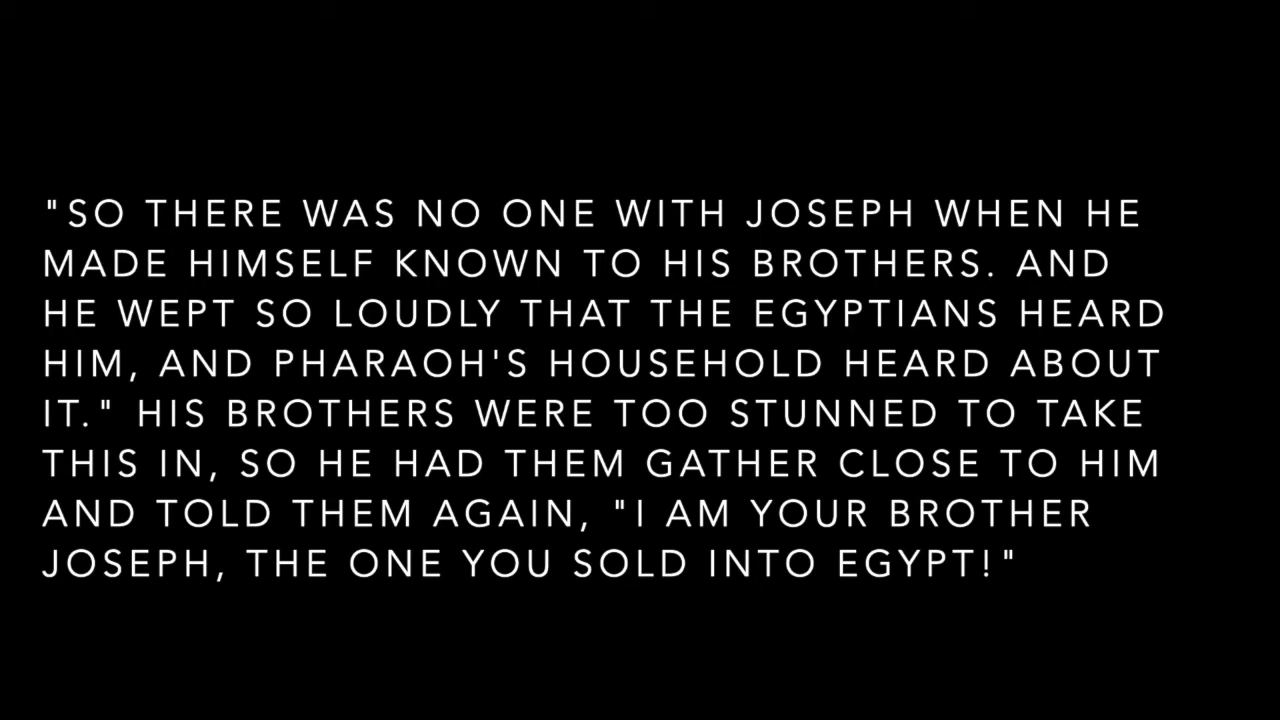 "SO THERE WAS NO ONE WITH JOSEPH WHEN HE
MADE HIMSELF KNOWN TO HIS BROTHERS. AND
HE WEPT SO LOUDLY THAT THE EGYPTIANS HEARD
HIM, AND PHARAOH'S HOUSEHOLD HEARD ABOUT
IT." HIS BROTHERS WERE TOO STUNNED TO TAKE
THIS IN, SO HE HAD THEM GATHER CLOSE TO HIM
AND TOLD THEM AGAIN, "I AM YOUR BROTHER
JOSEPH, THE ONE YOU SOLD INTO EGYPT!"